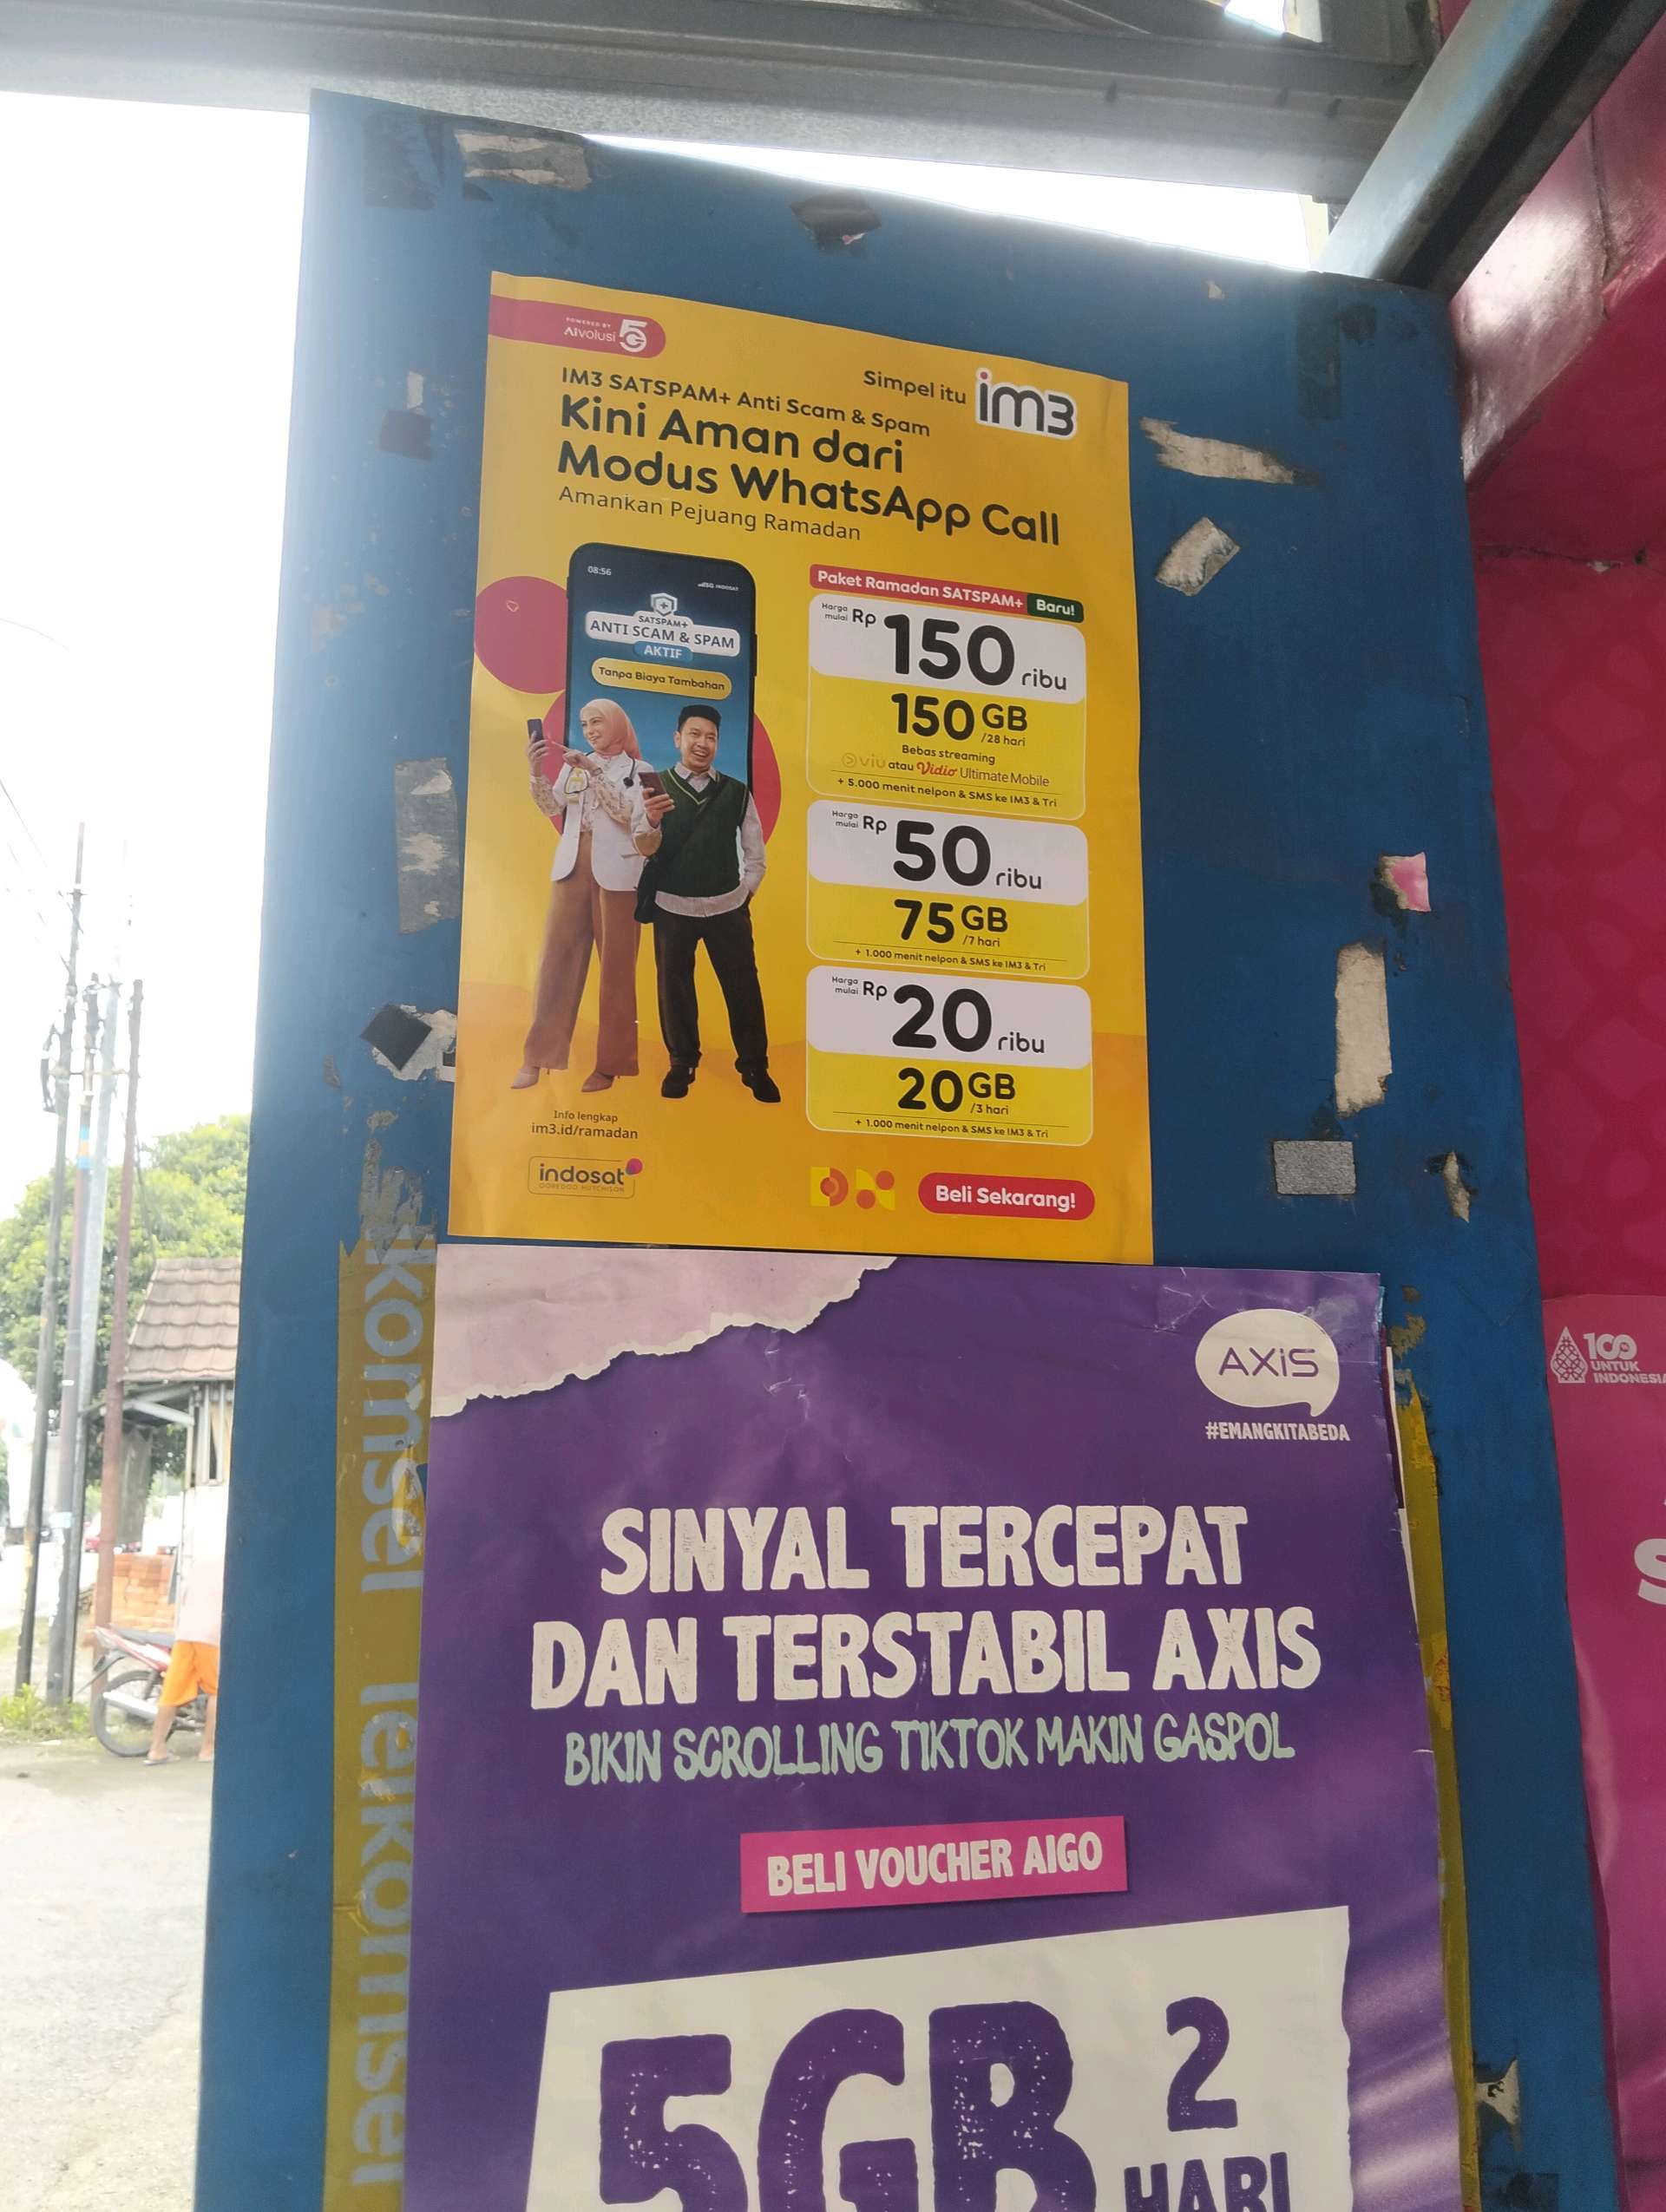 POWERED BY
AIvolusi 5G
Simpel itu im3
IM3 SATSPAM+ Anti Scam & Spam
Kini Aman dari
Modus WhatsApp Call
Amankan Pejuang Ramadan
08:56
5G INDOSAT
SATSPAM+
ANTI SCAM & SPAM
AKTIF
Tanpa Biaya Tambahan
Paket Ramadan SATSPAM+ Baru!
Harga mulai Rp 150 ribu
150 GB /28 hari
Bebas streaming
viu atau Vidio Ultimate Mobile
+ 5.000 menit nelpon & SMS ke IM3 & Tri
Harga mulai Rp 50 ribu
75 GB /7 hari
+ 1.000 menit nelpon & SMS ke IM3 & Tri
Harga mulai Rp 20 ribu
20 GB /3 hari
+ 1.000 menit nelpon & SMS ke IM3 & Tri
Info lengkap
im3.id/ramadan
indosat
OOREDOO HUTCHISON
Beli Sekarang!
AXIS
#EMANGKITABEDA
SINYAL TERCEPAT
DAN TERSTABIL AXIS
BIKIN SCROLLING TIKTOK MAKIN GASPOL
BELI VOUCHER AIGO
5GB 2
HARI
Telkomsel
lkomsel
100
UNTUK
INDONESIA
S